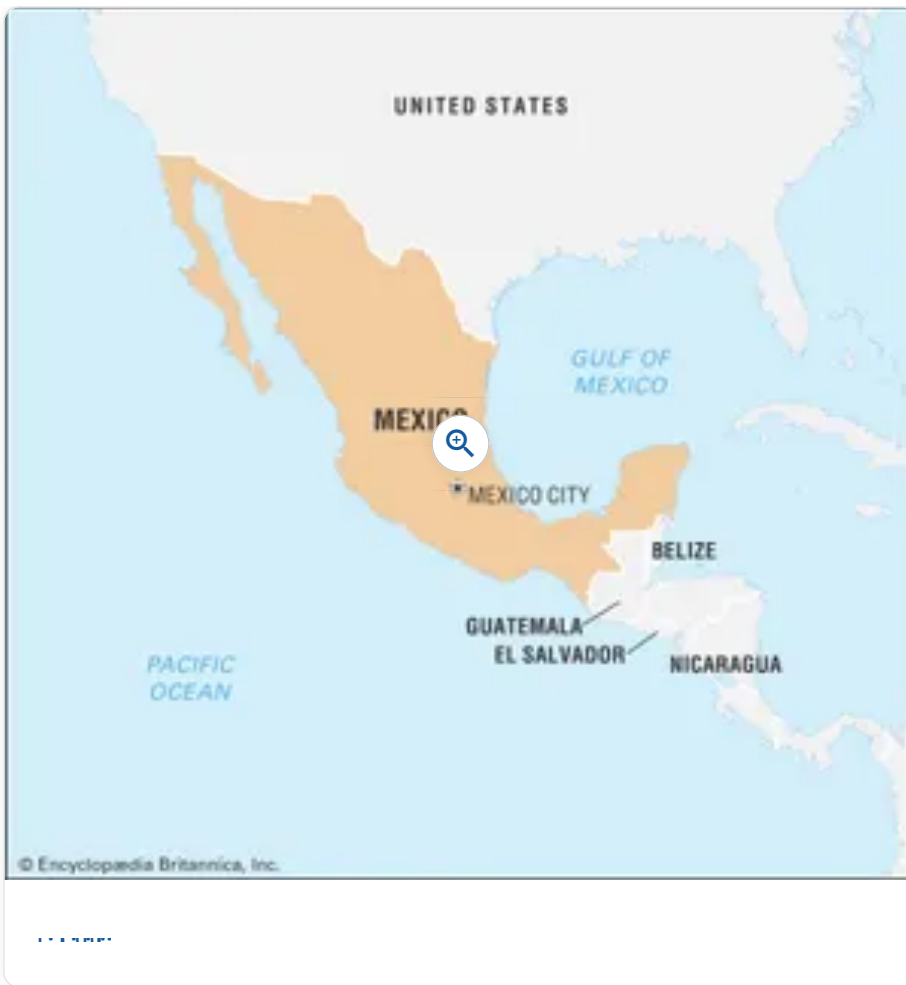 UNITED STATES
GULF OF
MEXICO
MEXICO
MEXICO CITY
BELIZE
GUATEMALA
EL SALVADOR
NICARAGUA
PACIFIC
OCEAN
© Encyclopædia Britannica, Inc.